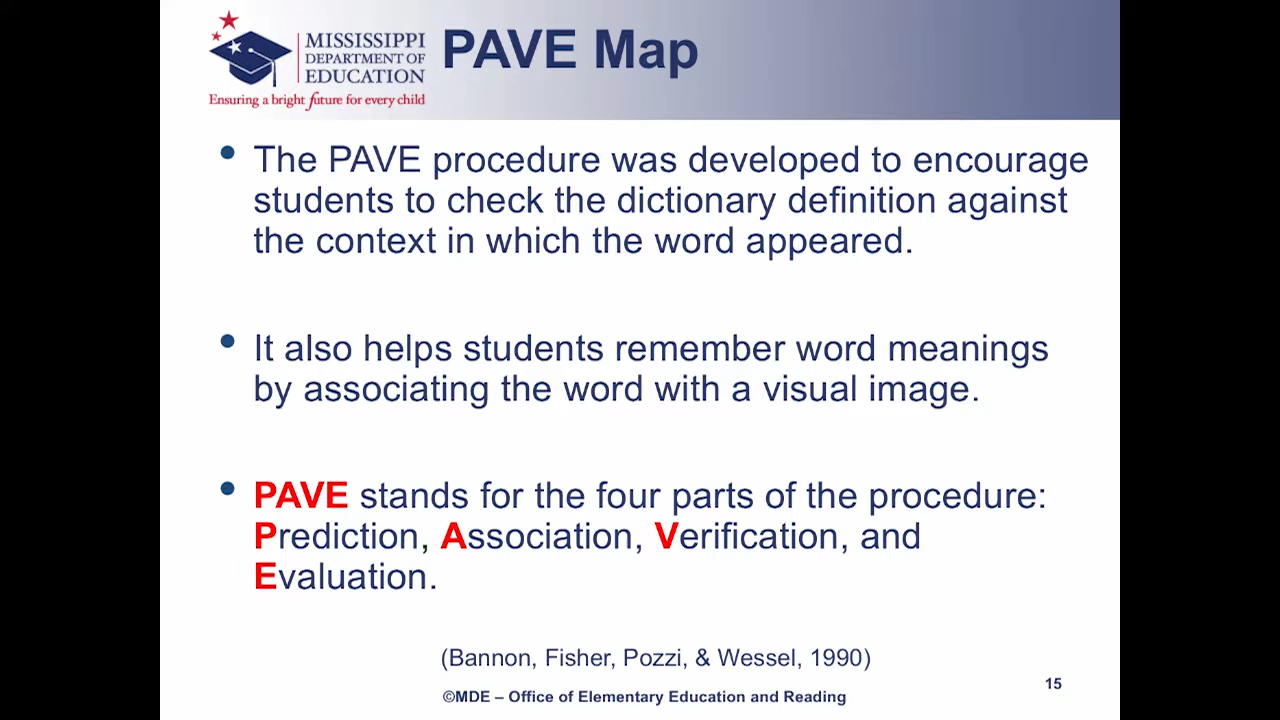 MISSISSIPPI
DEPARTMENT OF
EDUCATION
Ensuring a bright future for every child
PAVE Map
• The PAVE procedure was developed to encourage
students to check the dictionary definition against
the context in which the word appeared.
• It also helps students remember word meanings
by associating the word with a visual image.
• PAVE stands for the four parts of the procedure:
Prediction, Association, Verification, and
Evaluation.
(Bannon, Fisher, Pozzi, & Wessel, 1990)
©MDE – Office of Elementary Education and Reading
15